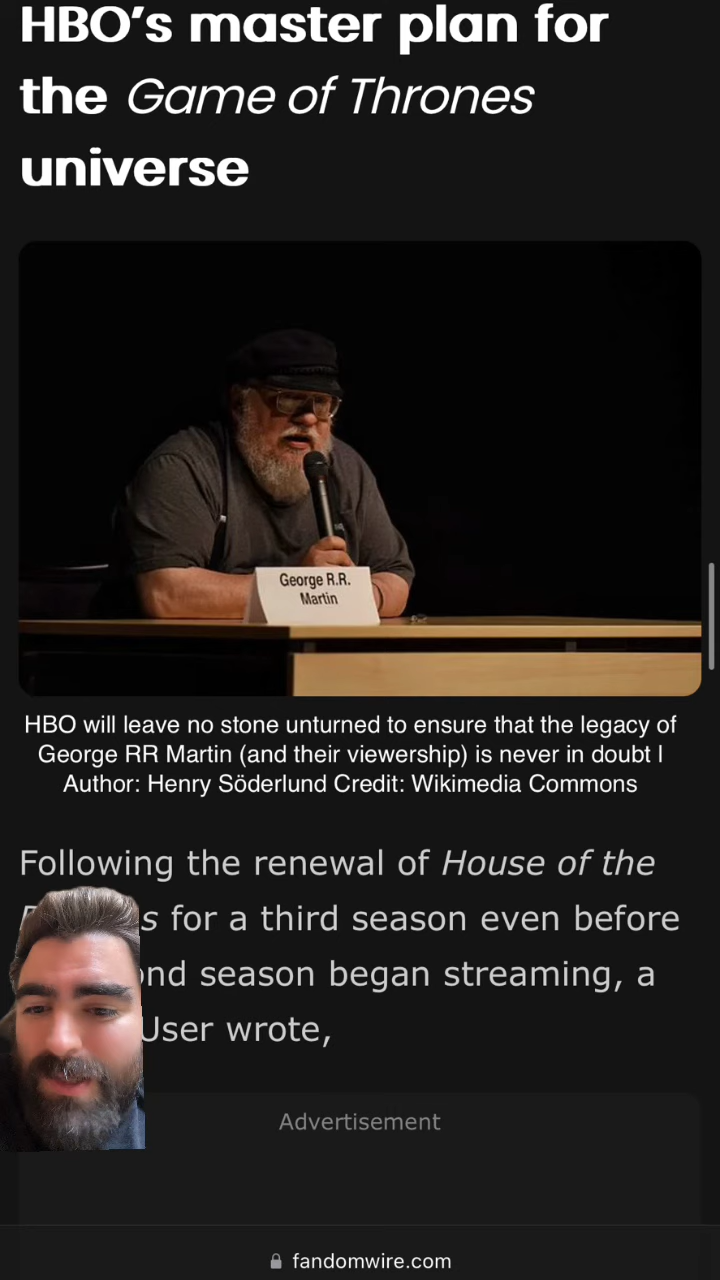 HBO’s master plan for
the Game of Thrones
universe
George R.R.
Martin
HBO will leave no stone unturned to ensure that the legacy of
George RR Martin (and their viewership) is never in doubt |
Author: Henry Söderlund Credit: Wikimedia Commons
Following the renewal of House of the
for a third season even before
season began streaming, a
User wrote,
Advertisement
fandomwire.com